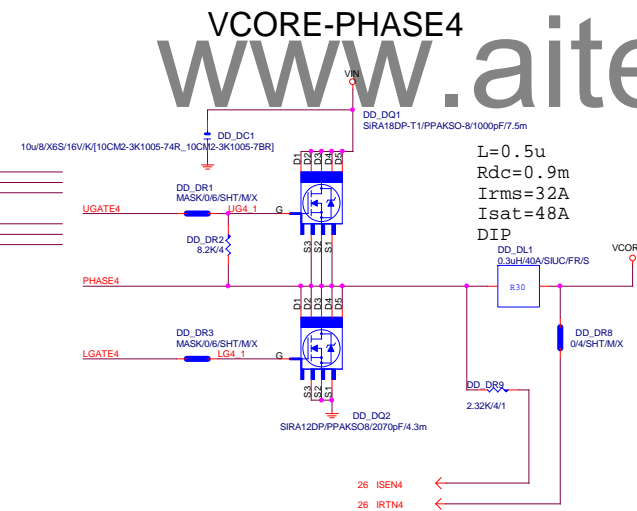 VCORE-PHASE4
www.aite
VIN
DD_DQ1
SiRA18DP-T1/PPAKSO-8/1000pF/7.5m
DD_DC1
10u/8/X6S/16V/K/[10CM2-3K1005-74R_10CM2-3K1005-7BR]
D1
D2
D3
D4
D5
L=0.5u
Rdc=0.9m
Irms=32A
Isat=48A
DIP
DD_DR1
MASK/0/6/SHT/M/X
UGATE4
UG4_1
G
DD_DR2
8.2K/4
S3
S2
S1
DD_DL1
0.3uH/40A/SIUC/FR/S
VCOR
PHASE4
R30
D1
D2
D3
D4
D5
DD_DR3
MASK/0/6/SHT/M/X
LGATE4
LG4_1
G
DD_DR8
0/4/SHT/M/X
S3
S2
S1
DD_DR9
2.32K/4/1
DD_DQ2
SIRA12DP/PPAKSO8/2070pF/4.3m
26 ISEN4
26 IRTN4